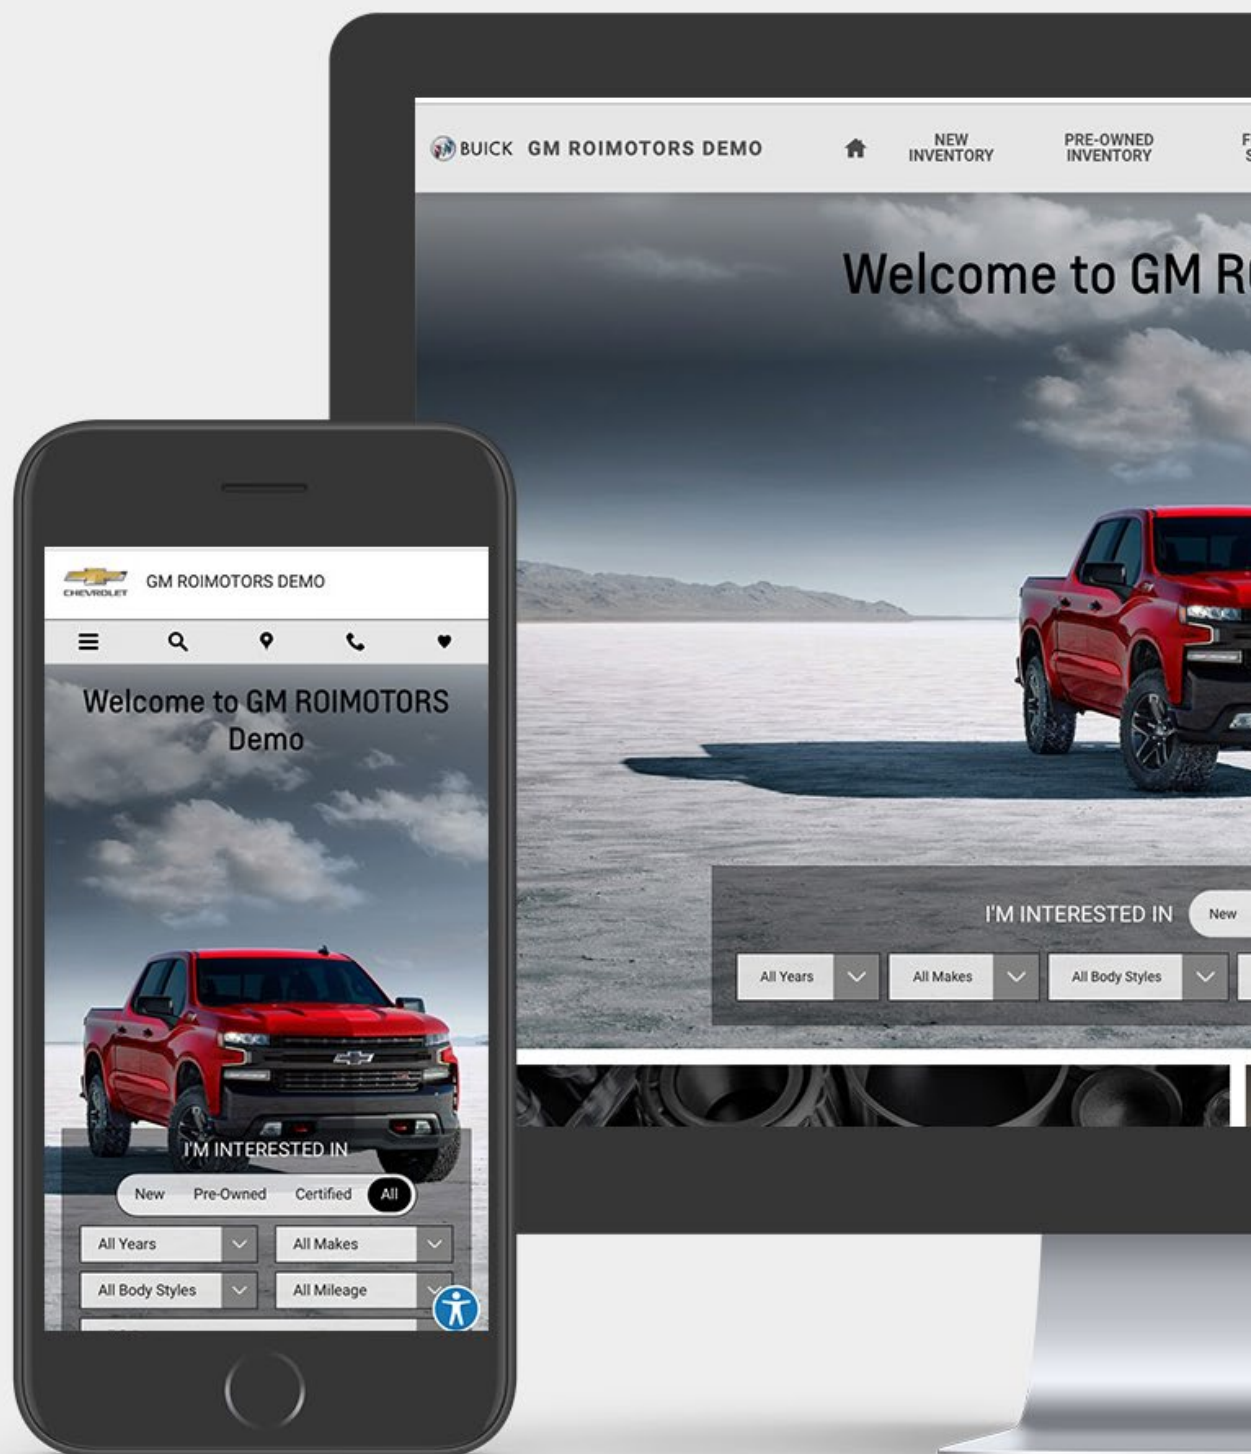 BUICK GM ROIMOTORS DEMO
NEW
INVENTORY
PRE-OWNED
INVENTORY
Welcome to GM
I'M INTERESTED IN
New
All Years
All Makes
All Body Styles
CHEVROLET
GM ROIMOTORS DEMO
Welcome to GM ROIMOTORS
Demo
I'M INTERESTED IN
New Pre-Owned Certified All
All Years
All Makes
All Body Styles
All Mileage